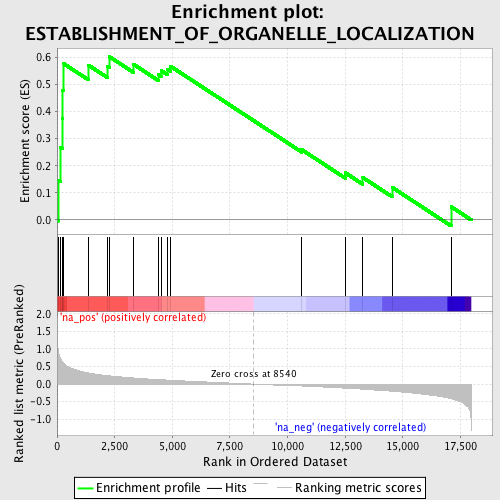 Enrichment plot:
ESTABLISHMENT_OF_ORGANELLE_LOCALIZATION
Enrichment score (ES)
0.6
0.5
0.4
0.3
0.2
0.1
0.0
'na_pos' (positively correlated)
Ranked list metric (PreRanked)
2.0
1.5
1.0
0.5
0.0
-0.5
-1.0
Zero cross at 8540
'na_neg' (negatively correlated)
0 2,500 5,000 7,500 10,000 12,500 15,000 17,500
Rank in Ordered Dataset
Enrichment profile Hits Ranking metric scores